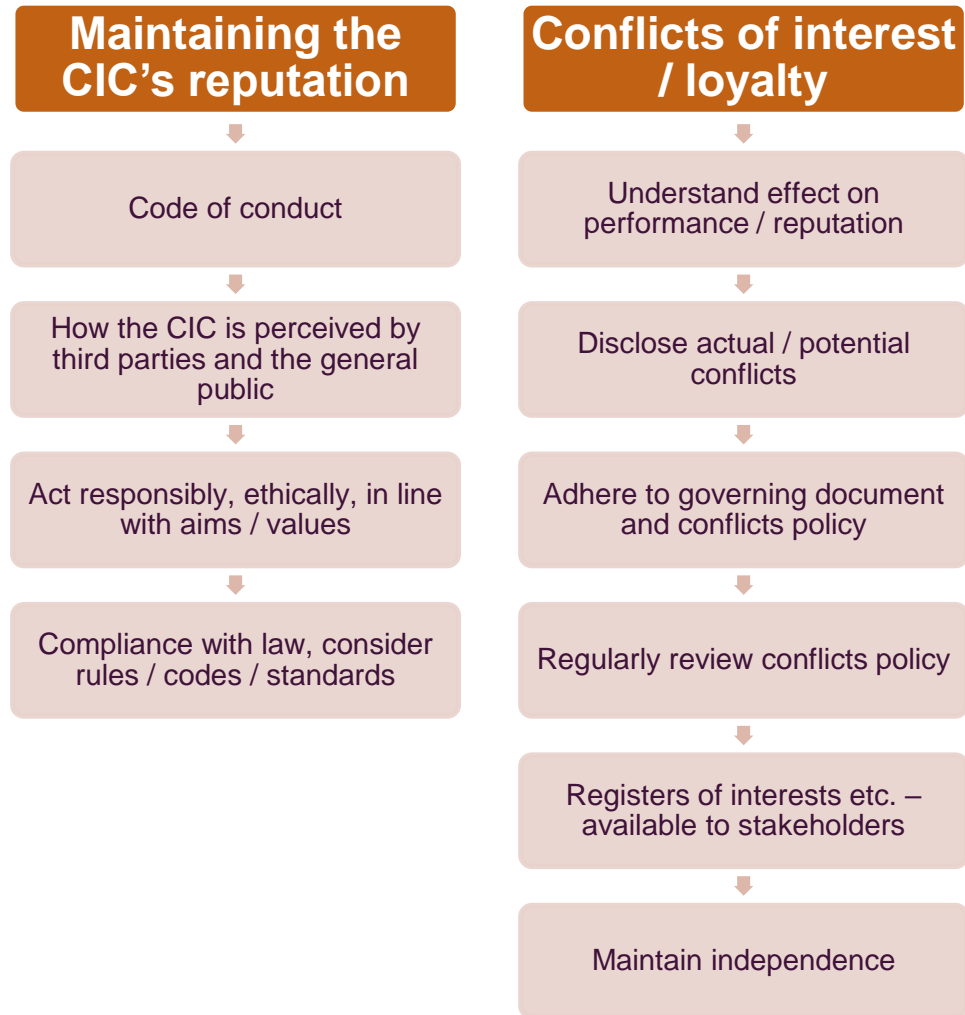 Maintaining the
CIC’s reputation
Code of conduct
How the CIC is perceived by
third parties and the general
public
Act responsibly, ethically, in line
with aims / values
Compliance with law, consider
rules / codes / standards
Conflicts of interest
/ loyalty
Understand effect on
performance / reputation
Disclose actual / potential
conflicts
Adhere to governing document
and conflicts policy
Regularly review conflicts policy
Registers of interests etc. –
available to stakeholders
Maintain independence